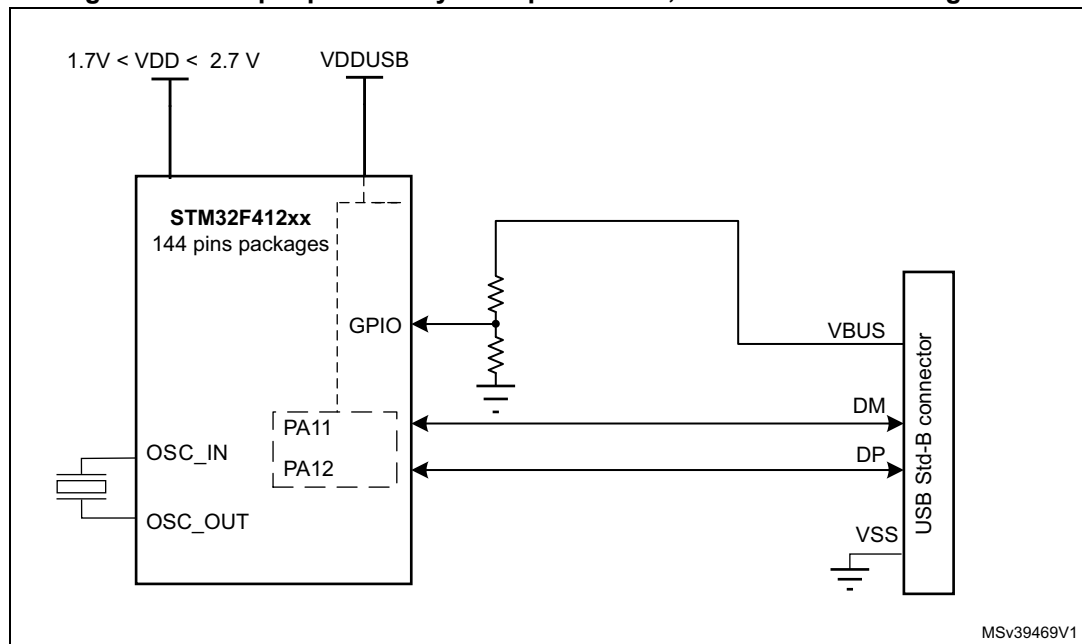 1.7V < VDD < 2.7 V
VDDUSB
STM32F412xx
144 pins packages
GPIO
VBUS
DM
PA11
OSC_IN
DP
PA12
OSC_OUT
VSS
USB Std-B connector
MSv39469V1